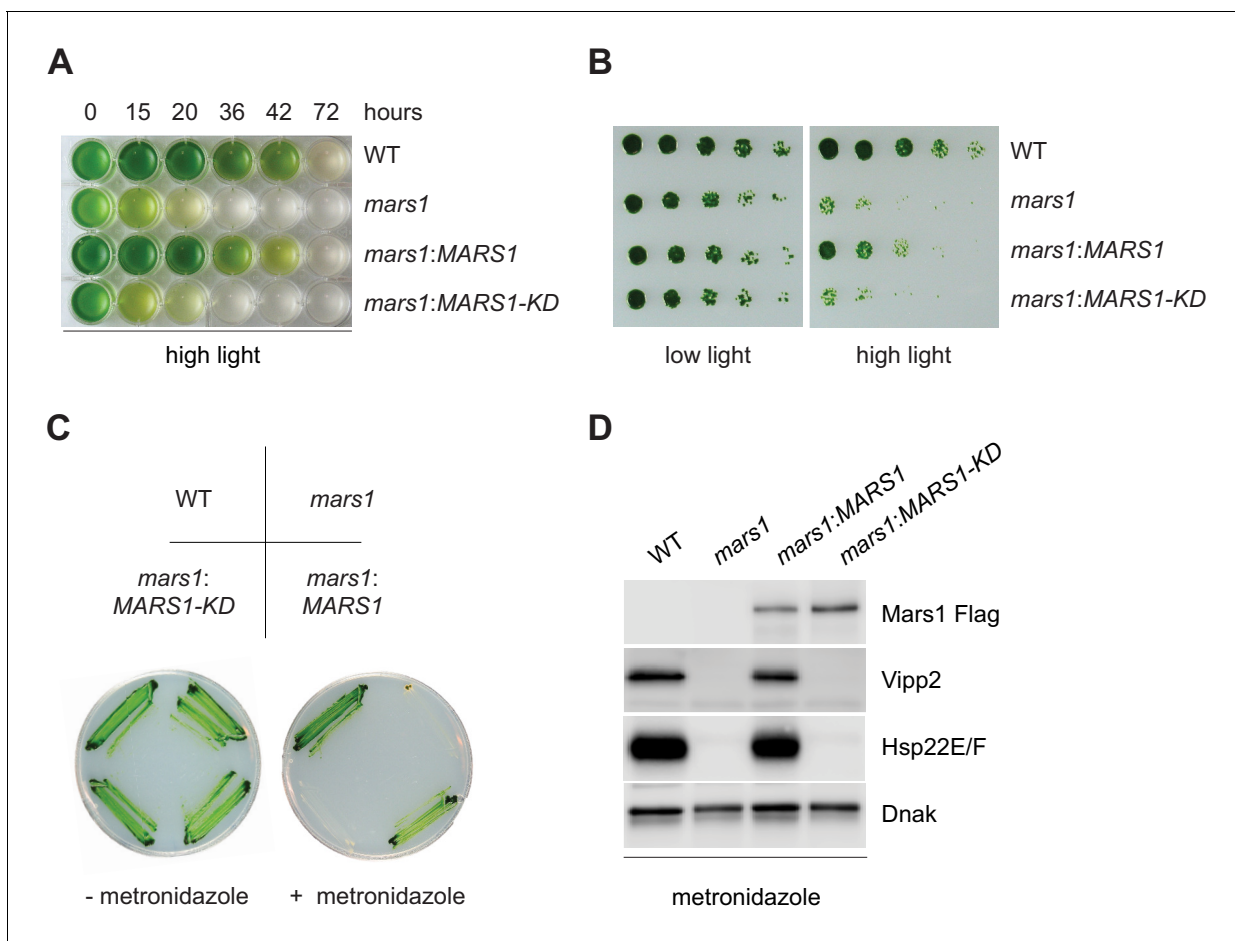 A
0 15 20 36 42 72 hours
WT
mars1
mars1:MARS1
mars1:MARS1-KD
high light
B
WT
mars1
mars1:MARS1
mars1:MARS1-KD
low light
high light
C
WT
mars1
mars1:
MARS1-KD
mars1:
MARS1
- metronidazole
+ metronidazole
D
WT
mars1
mars1:MARS1
mars1:MARS1-KD
Mars1 Flag
Vipp2
Hsp22E/F
Dnak
metronidazole